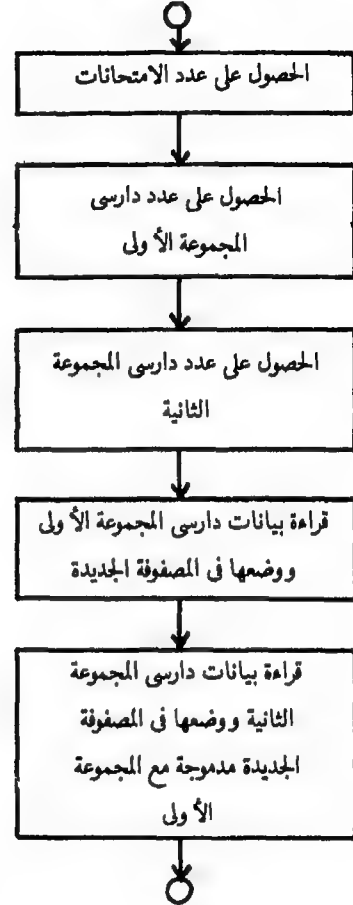 الحصول على عدد الامتحانات
الحصول على عدد دارسى
المجموعة الأولى
الحصول على عدد دارسى المجموعة
الثانية
قراءة بيانات دارسى المجموعة الأولى
ووضعها فى المصفوفة الجديدة
قراءة بيانات دارسى المجموعة
الثانية ووضعها فى المصفوفة
الجديدة مدموجة مع المجموعة
الأولى